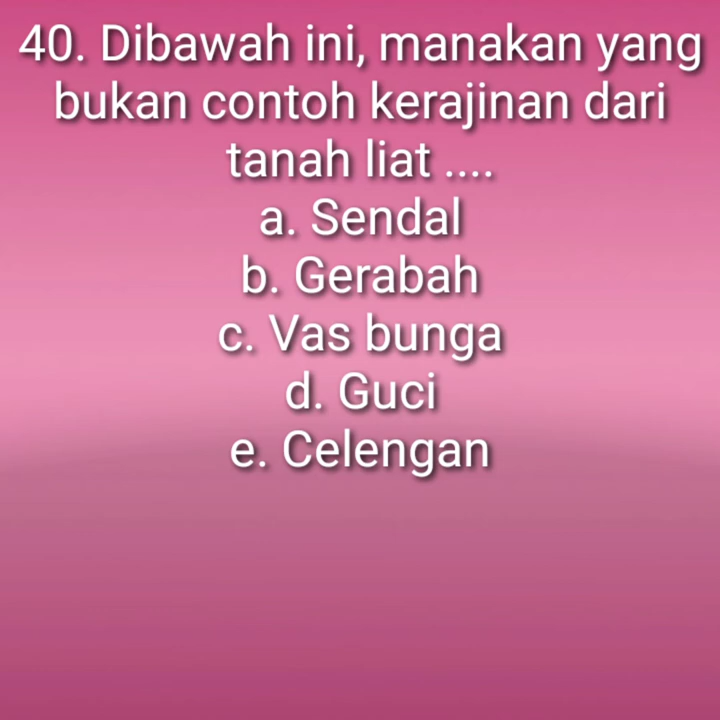 40. Dibawah ini, manakan yang
bukan contoh kerajinan dari
tanah liat ....
a. Sendal
b. Gerabah
c. Vas bunga
d. Guci
e. Celengan